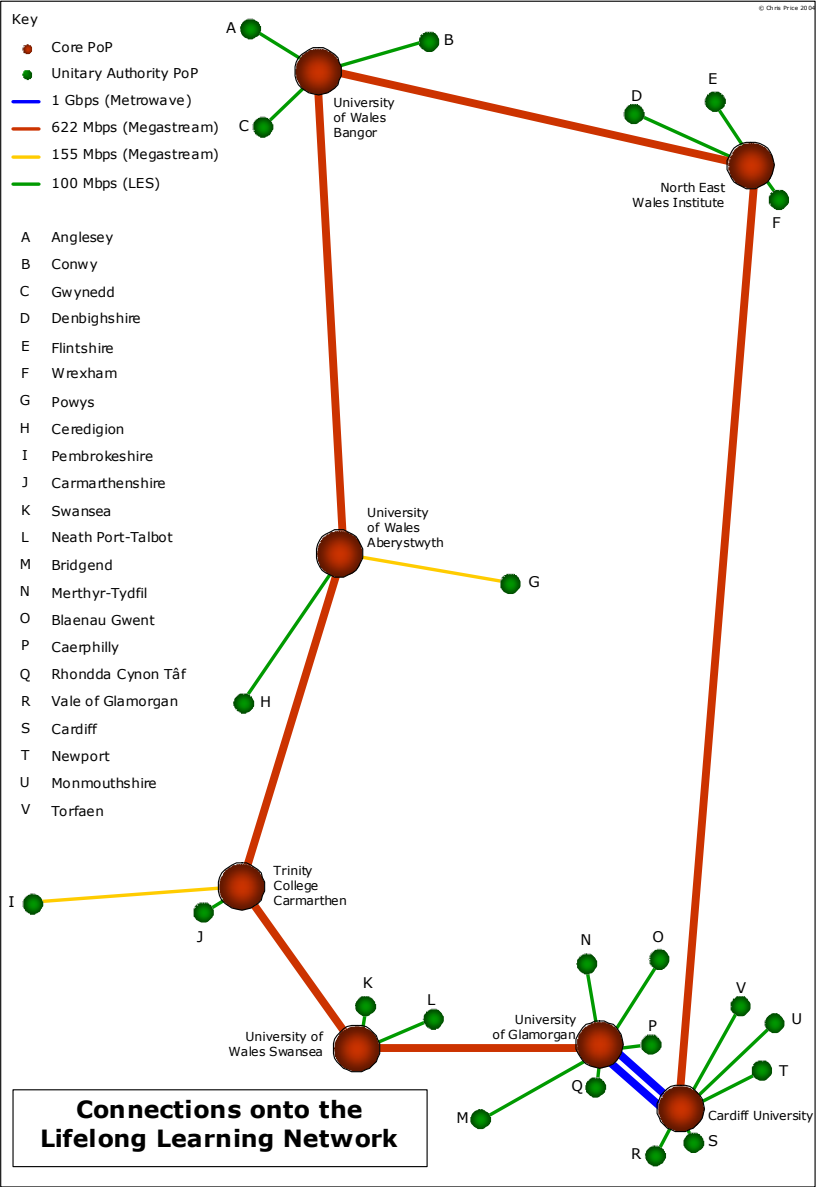 © Chris Price 2004
Key
Core PoP
Unitary Authority PoP
1 Gbps (Metrowave)
622 Mbps (Megastream)
155 Mbps (Megastream)
100 Mbps (LES)
A Anglesey
B Conwy
C Gwynedd
D Denbighshire
E Flintshire
F Wrexham
G Powys
H Ceredigion
I Pembrokeshire
J Carmarthenshire
K Swansea
L Neath Port-Talbot
M Bridgend
N Merthyr-Tydfil
O Blaenau Gwent
P Caerphilly
Q Rhondda Cynon Tâf
R Vale of Glamorgan
S Cardiff
T Newport
U Monmouthshire
V Torfaen
A
B
C
University
of Wales
Bangor
D
E
F
North East
Wales Institute
University
of Wales
Aberystwyth
G
H
Trinity
College
Carmarthen
I
J
K
L
University of
Wales Swansea
N
O
University
of Glamorgan
P
Q
M
V
U
T
Cardiff University
S
R
Connections onto the
Lifelong Learning Network